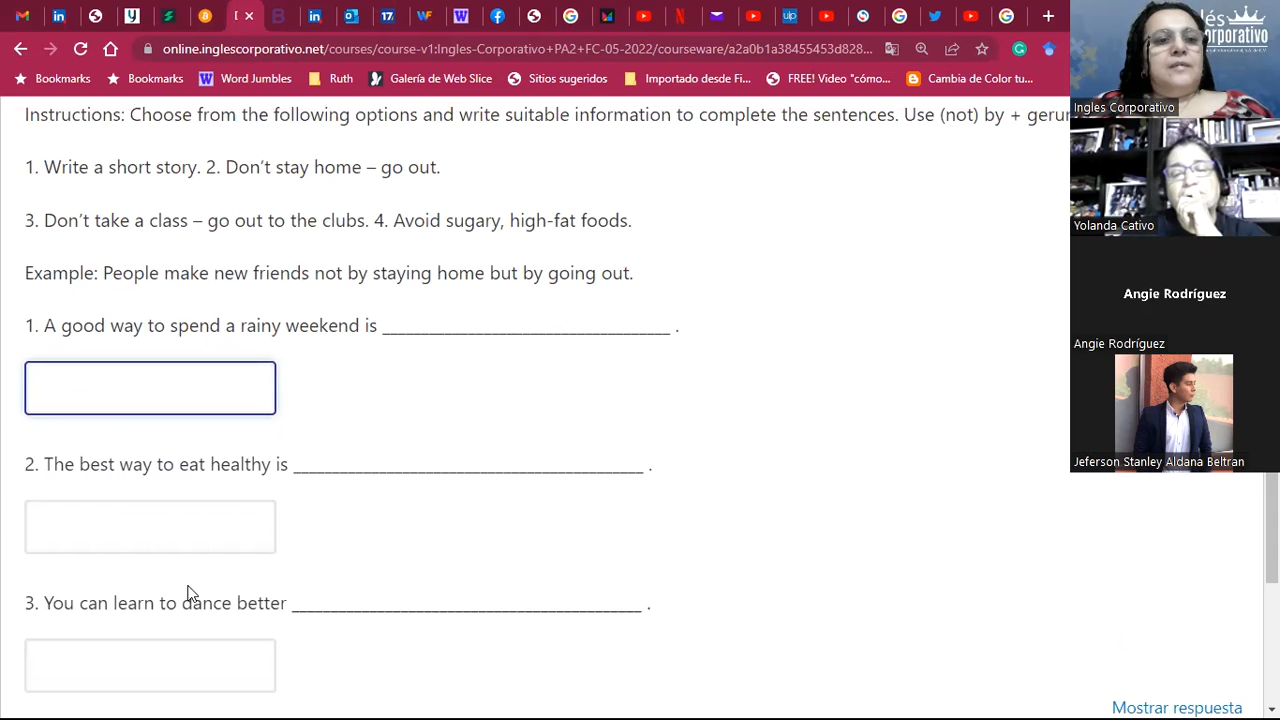 online.inglescorporativo.net/courses/course-v1:Ingles-Corporativo+PA2+FC-05-2022/courseware/a2a0b1a38455453d828...
Bookmarks Bookmarks Word Jumbles Ruth Galería de Web Slice Sitios sugeridos Importado desde Fi... FREE! Video "cómo... Cambia de Color tu...
Instructions: Choose from the following options and write suitable information to complete the sentences. Use (not) by + gerun
1. Write a short story. 2. Don’t stay home – go out.
3. Don’t take a class – go out to the clubs. 4. Avoid sugary, high-fat foods.
Example: People make new friends not by staying home but by going out.
1. A good way to spend a rainy weekend is ______________________________ .
2. The best way to eat healthy is ____________________________________ .
3. You can learn to dance better ____________________________________ .
Mostrar respuesta
lés
orporativo
Ingles Corporativo
Yolanda Cativo
Angie Rodríguez
Angie Rodríguez
Jeferson Stanley Aldana Beltran